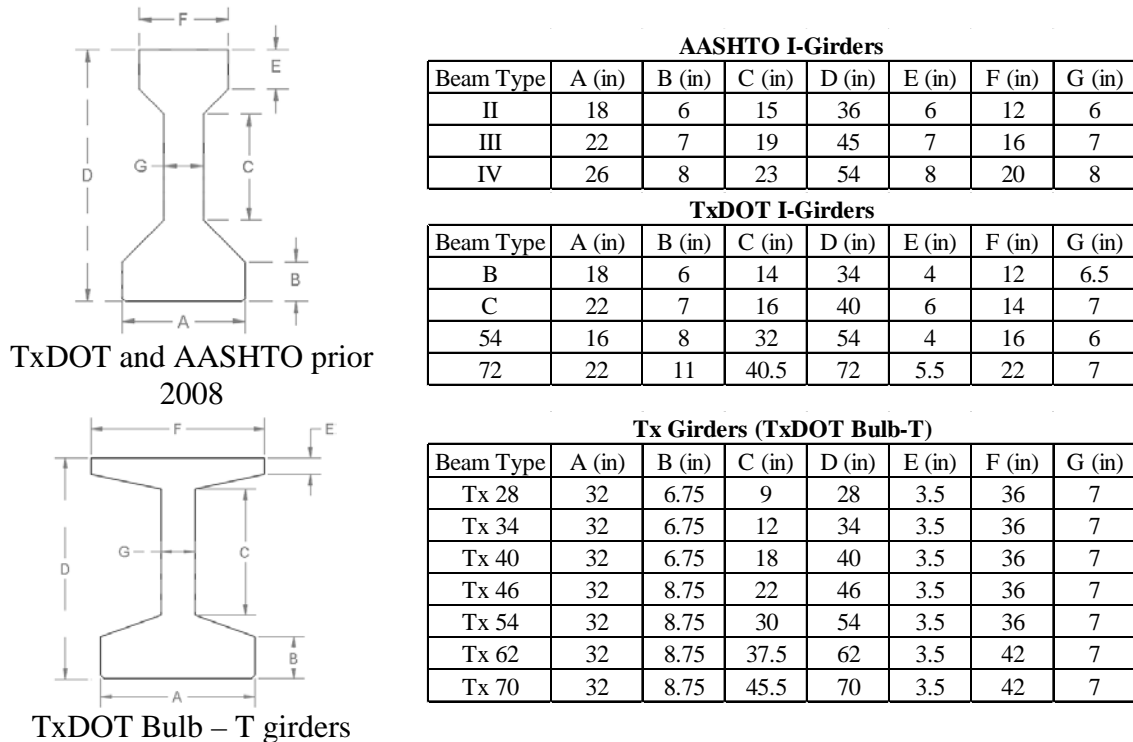 F
E
D
G
C
B
A
TxDOT and AASHTO prior
2008
F
E
D
G
C
B
A
TxDOT Bulb – T girders
AASHTO I-Girders
Beam Type A (in) B (in) C (in) D (in) E (in) F (in) G (in)
II 18 6 15 36 6 12 6
III 22 7 19 45 7 16 7
IV 26 8 23 54 8 20 8
TxDOT I-Girders
Beam Type A (in) B (in) C (in) D (in) E (in) F (in) G (in)
B 18 6 14 34 4 12 6.5
C 22 7 16 40 6 14 7
54 16 8 32 54 4 16 6
72 22 11 40.5 72 5.5 22 7
Tx Girders (TxDOT Bulb-T)
Beam Type A (in) B (in) C (in) D (in) E (in) F (in) G (in)
Tx 28 32 6.75 9 28 3.5 36 7
Tx 34 32 6.75 12 34 3.5 36 7
Tx 40 32 6.75 18 40 3.5 36 7
Tx 46 32 8.75 22 46 3.5 36 7
Tx 54 32 8.75 30 54 3.5 36 7
Tx 62 32 8.75 37.5 62 3.5 42 7
Tx 70 32 8.75 45.5 70 3.5 42 7